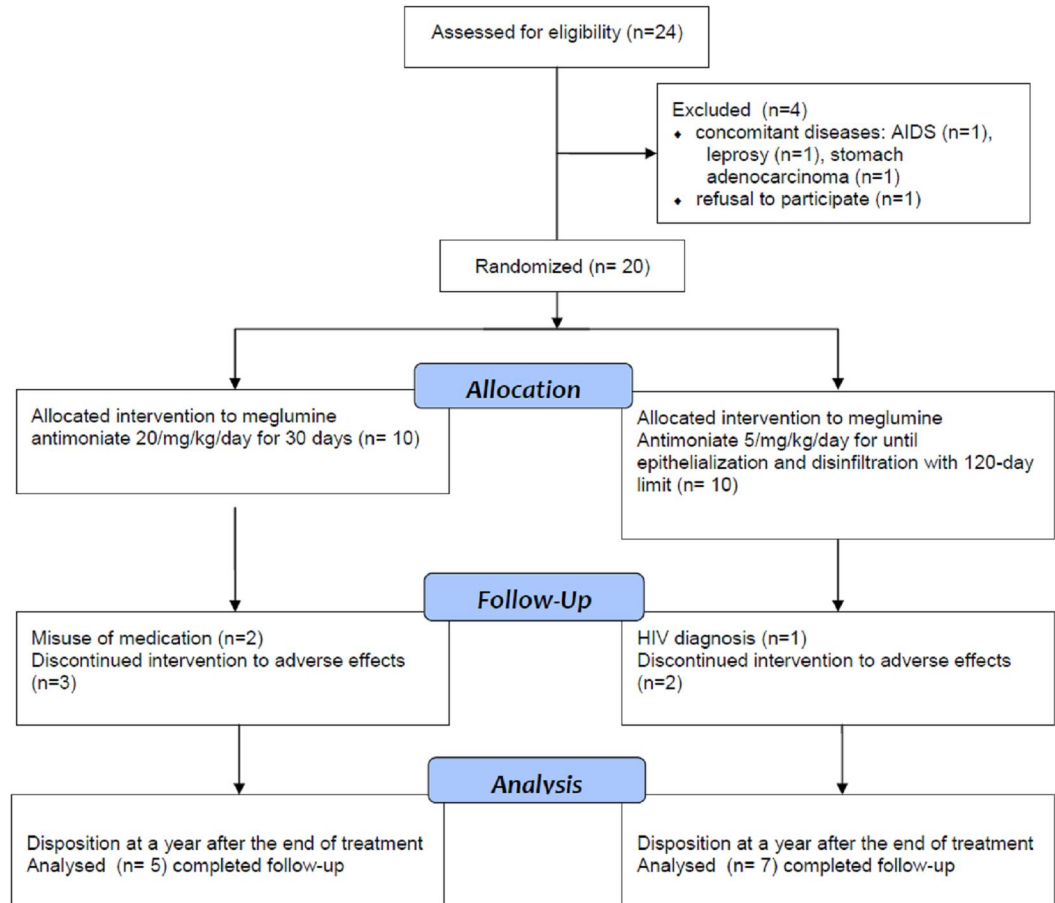 Assessed for eligibility (n=24)
Excluded (n=4)
⬥ concomitant diseases: AIDS (n=1),
leprosy (n=1), stomach
adenocarcinoma (n=1)
⬥ refusal to participate (n=1)
Randomized (n= 20)
Allocation
Allocated intervention to meglumine
antimoniate 20/mg/kg/day for 30 days (n= 10)
Allocated intervention to meglumine
Antimoniate 5/mg/kg/day for until
epithelialization and disinfiltration with 120-day
limit (n= 10)
Follow-Up
Misuse of medication (n=2)
Discontinued intervention to adverse effects
(n=3)
HIV diagnosis (n=1)
Discontinued intervention to adverse effects
(n=2)
Analysis
Disposition at a year after the end of treatment
Analysed (n= 5) completed follow-up
Disposition at a year after the end of treatment
Analysed (n= 7) completed follow-up